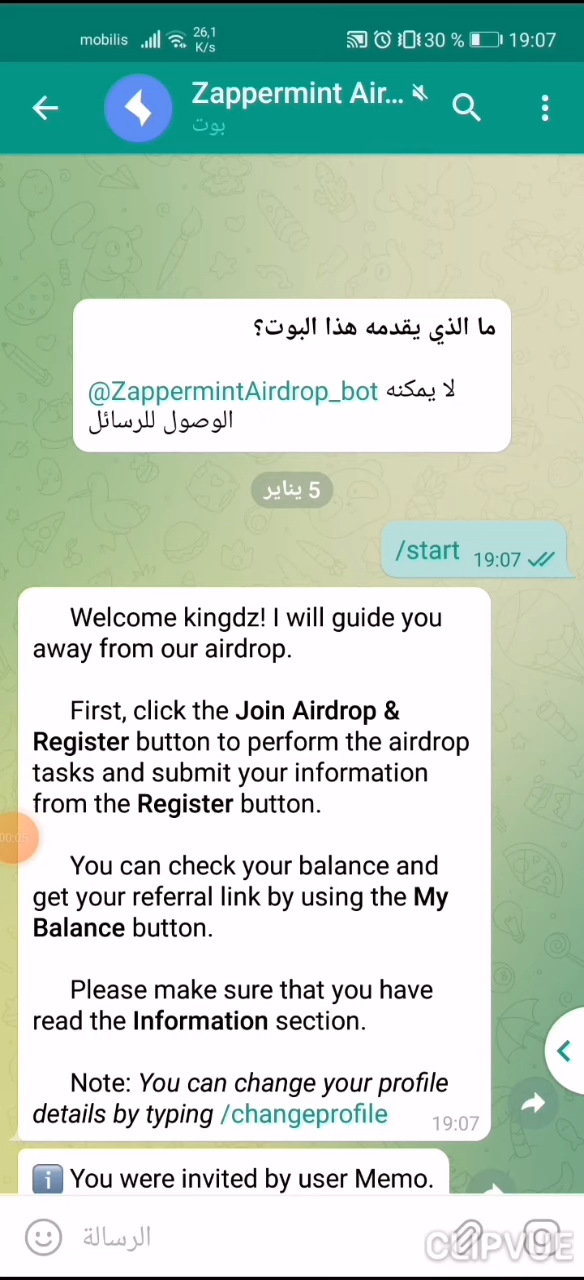 mobilis 26,1 K/s 30 % 19:07
Zappermint Air...
بوت
ما الذي يقدمه هذا البوت؟
لا يمكنه @ZappermintAirdrop_bot
الوصول للرسائل
5 يناير
/start 19:07
Welcome kingdz! I will guide you
away from our airdrop.
First, click the Join Airdrop &
Register button to perform the airdrop
tasks and submit your information
from the Register button.
00:05
You can check your balance and
get your referral link by using the My
Balance button.
Please make sure that you have
read the Information section.
Note: You can change your profile
details by typing /changeprofile 19:07
You were invited by user Memo.
الرسالة
CLIPVUE